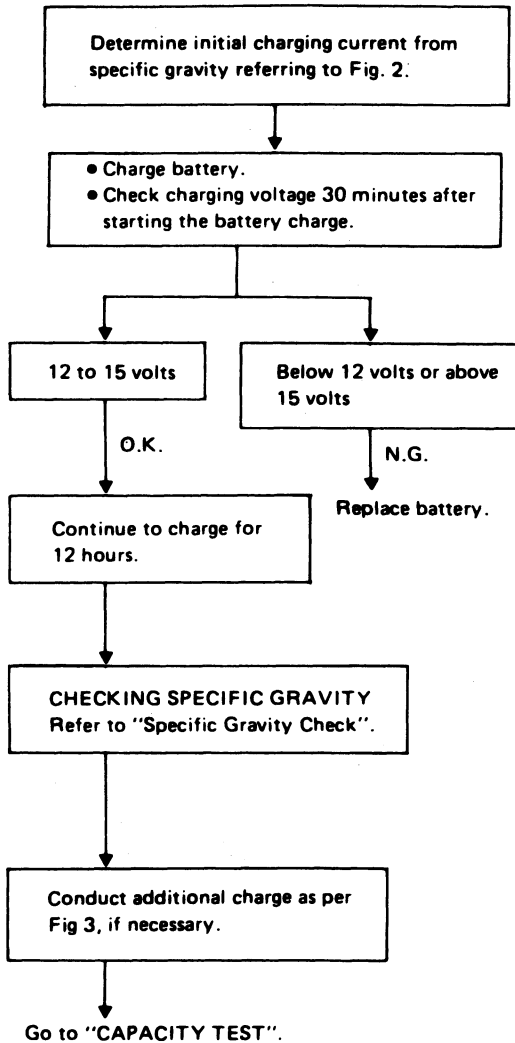 Determine initial charging current from
specific gravity referring to Fig. 2.
● Charge battery.
● Check charging voltage 30 minutes after
starting the battery charge.
12 to 15 volts
Below 12 volts or above
15 volts
O.K.
N.G.
Replace battery.
Continue to charge for
12 hours.
CHECKING SPECIFIC GRAVITY
Refer to "Specific Gravity Check".
Conduct additional charge as per
Fig 3, if necessary.
Go to "CAPACITY TEST".